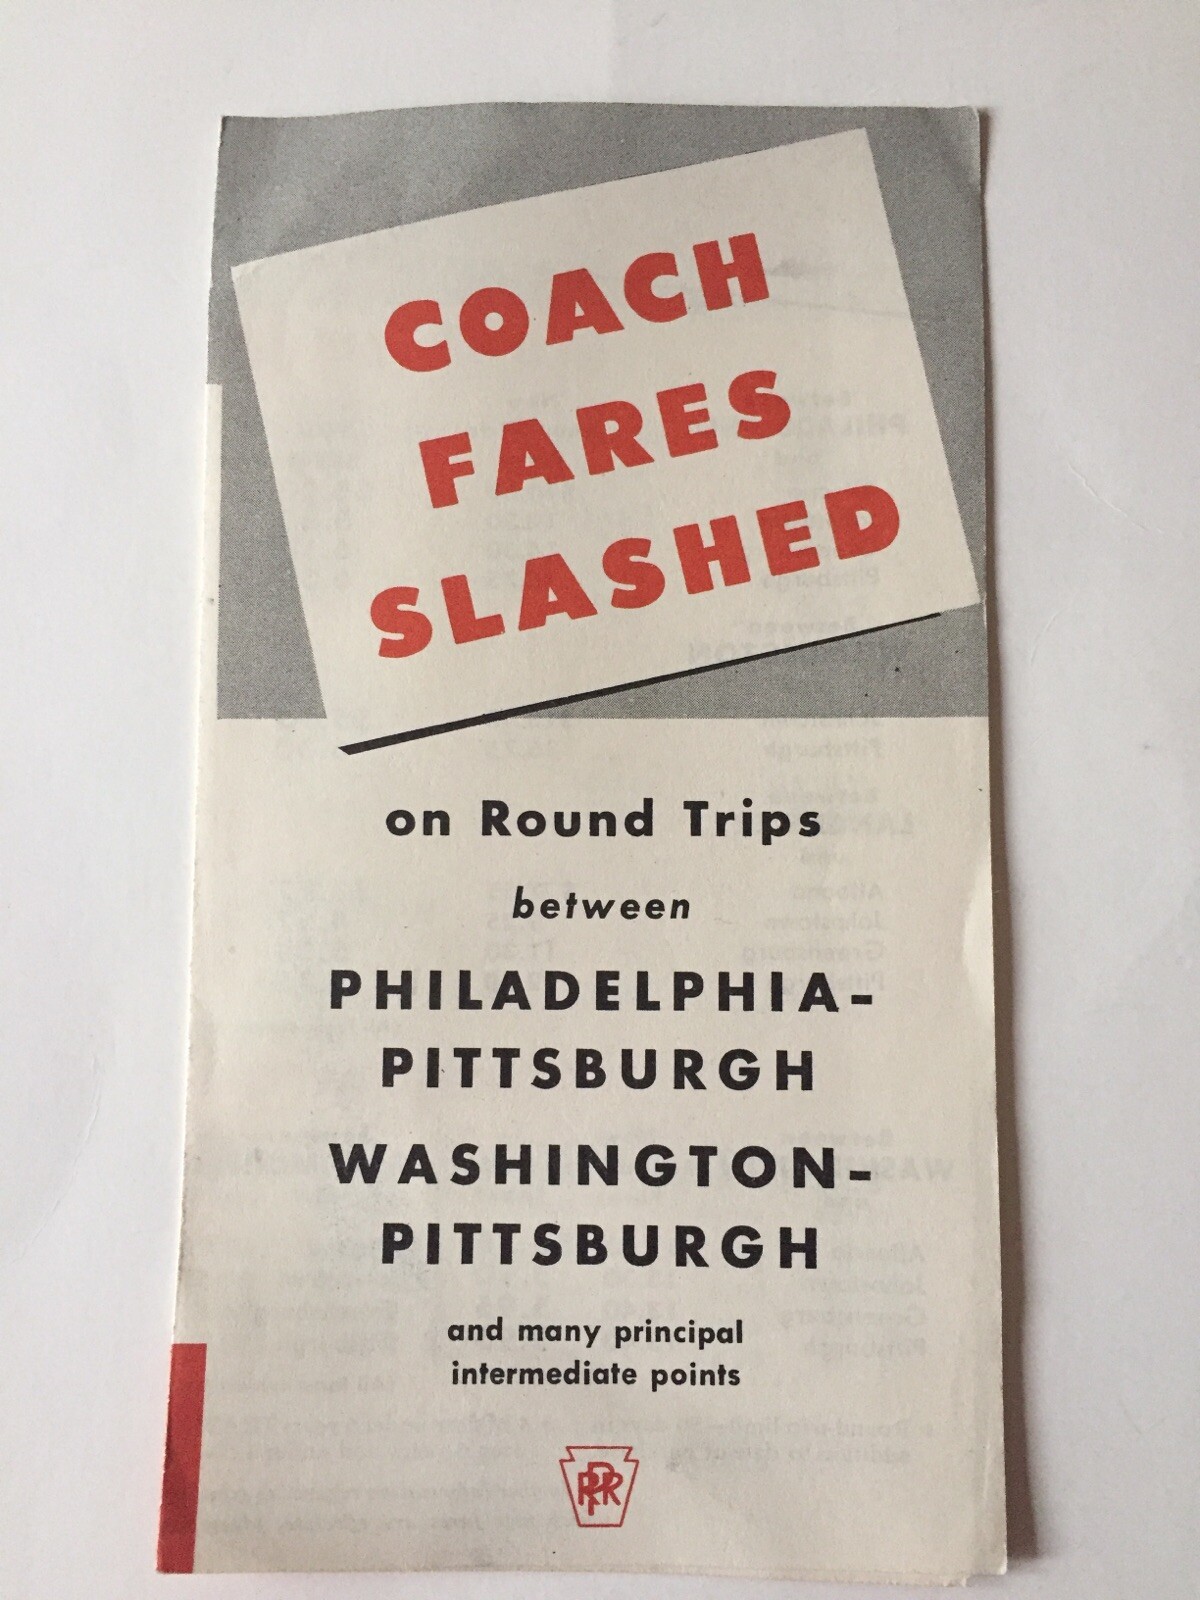 COACH
FARES
SLASHED
on Round Trips
between
PHILADELPHIA-
PITTSBURGH
WASHINGTON-
PITTSBURGH
and many principal
intermediate points
PRR